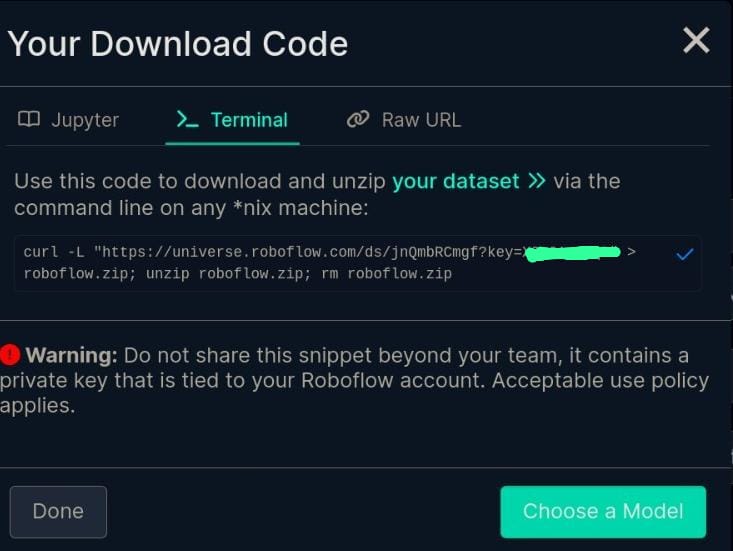 Your Download Code
Jupyter
Terminal
Raw URL
Use this code to download and unzip your dataset » via the
command line on any *nix machine:
curl -L "https://universe.roboflow.com/ds/jnQmbRCmgf?key= >
roboflow.zip; unzip roboflow.zip; rm roboflow.zip
Warning: Do not share this snippet beyond your team, it contains a
private key that is tied to your Roboflow account. Acceptable use policy
applies.
Done
Choose a Model